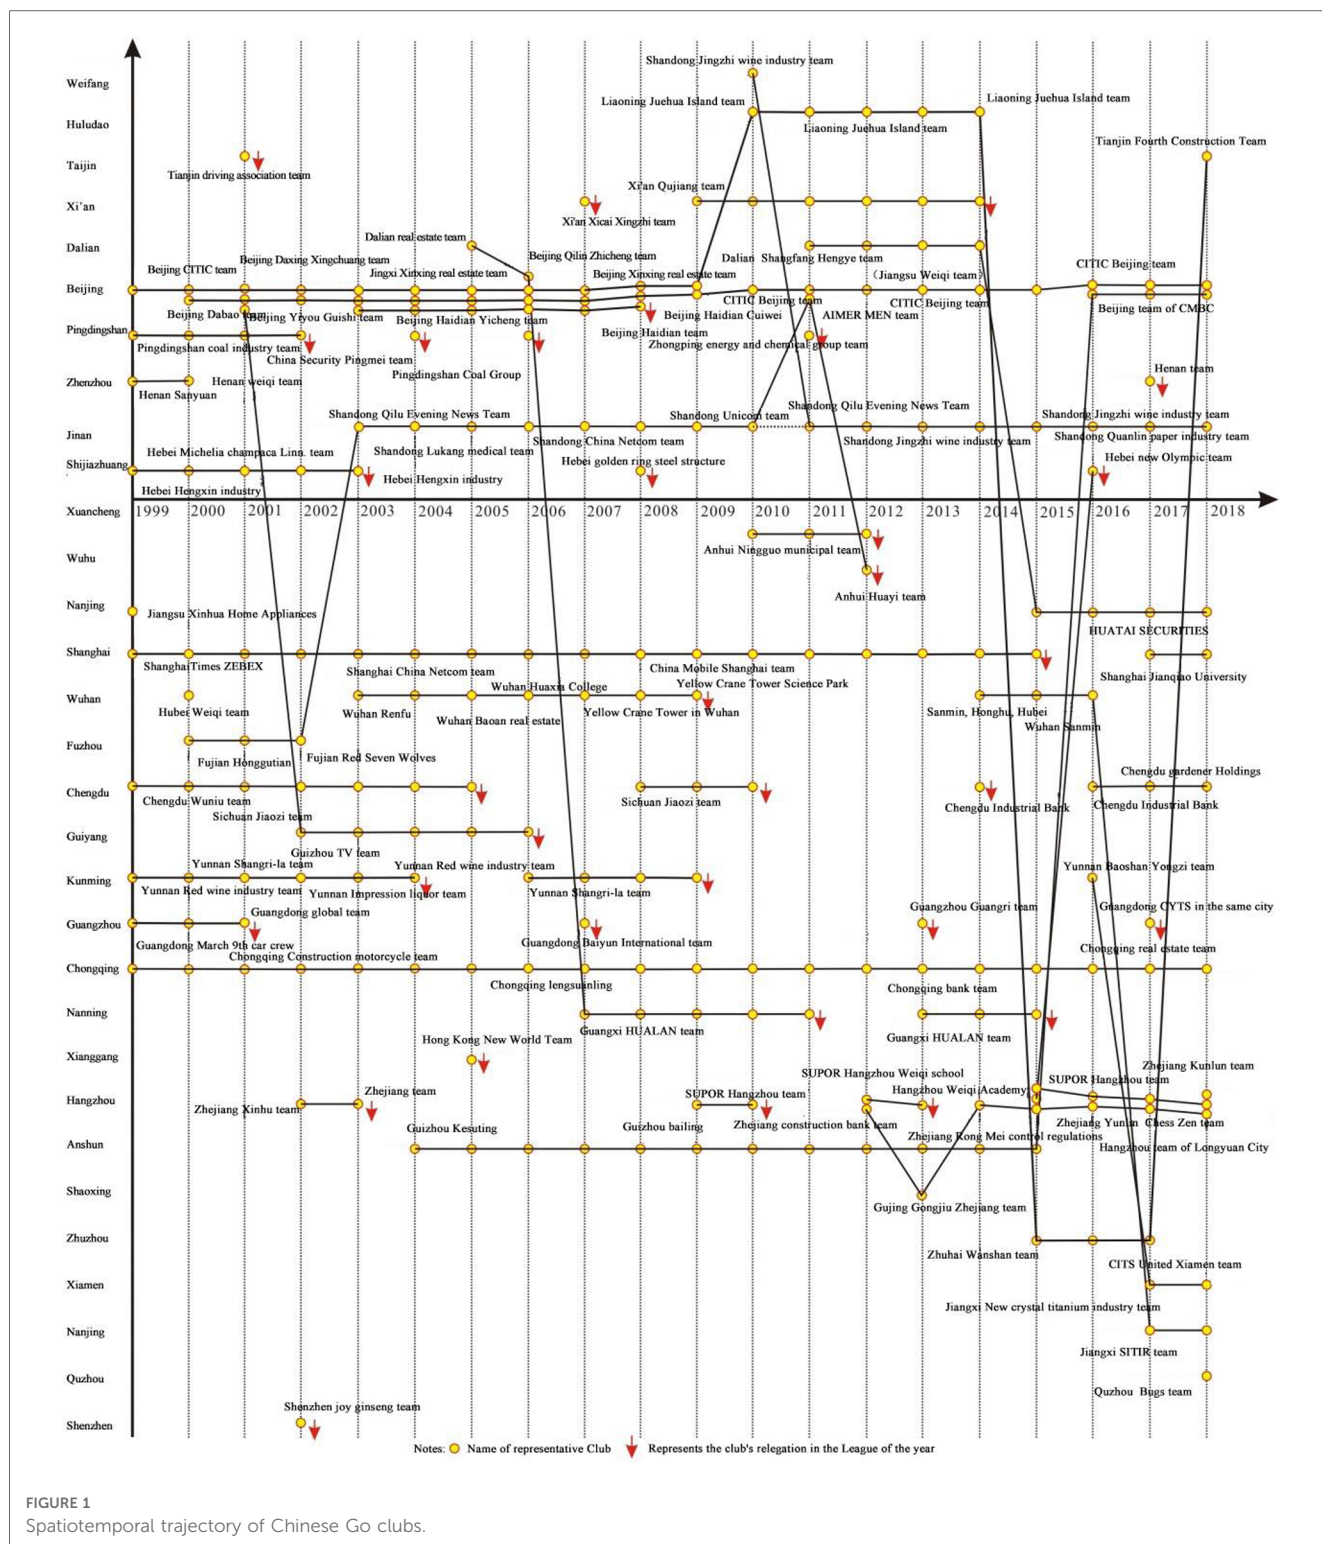 Shandong Jingzhi wine industry team
Weifang
Liaoning Juehua Island team
Liaoning Juehua Island team
Huludao
Liaoning Juehua Island team
Tianjin Fourth Construction Team
Taijin
Tianjin driving association team
Xi'an Qujiang team
Xi'an
Xi'an Xicai Xingzhi team
Dalian real estate team
Dalian
Beijing Qilin Zhicheng team
Dalian Shangfang Hengye team
Beijing Daxing Xingchuang team
CITIC Beijing team
Beijing CITIC team
Jingxi Xinxing real estate team
Beijing Xinxing real estate team
(Jiangsu Weiqi team)
Beijing
CITIC Beijing team
CITIC Beijing team
Beijing team of CMBC
Beijing Dabao team
Beijing Yiyou Guishi team
Beijing Haidian Yicheng team
Beijing Haidian Cuiwei
AIMER MEN team
Pingdingshan
Beijing Haidian team
Pingdingshan coal industry team
Zhongping energy and chemical group team
China Security Pingmei team
Pingdingshan Coal Group
Henan team
Zhenzhou
Henan weiqi team
Henan Sanyuan
Shandong Qilu Evening News Team
Shandong Qilu Evening News Team
Shandong Unicom team
Shandong Jingzhi wine industry team
Jinan
Shandong China Netcom team
Shandong Jingzhi wine industry team
Shandong Quanlin paper industry team
Hebei Michelia champaca Linn. team
Shandong Lukang medical team
Hebei golden ring steel structure
Hebei new Olympic team
Shijiazhuang
Hebei Hengxin industry
Hebei Hengxin industry
Xuancheng
1999 2000 2001 2002 2003 2004 2005 2006 2007 2008 2009 2010 2011 2012 2013 2014 2015 2016 2017 2018
Anhui Ningguo municipal team
Wuhu
Anhui Huayi team
Nanjing
Jiangsu Xinhua Home Appliances
HUATAI SECURITIES
Shanghai
ShanghaiTimes ZEBEX
Shanghai China Netcom team
China Mobile Shanghai team
Shanghai Jianqiao University
Wuhan Huaxia College
Yellow Crane Tower Science Park
Wuhan
Hubei Weiqi team
Wuhan Renfu
Yellow Crane Tower in Wuhan
Sanmin, Honghu, Hubei
Wuhan Baoan real estate
Wuhan Sanmin
Fuzhou
Fujian Honggutian
Fujian Red Seven Wolves
Chengdu gardener Holdings
Chengdu
Chengdu Wuniu team
Sichuan Jiaozi team
Chengdu Industrial Bank
Chengdu Industrial Bank
Sichuan Jiaozi team
Guiyang
Guizhou TV team
Yunnan Shangri-la team
Yunnan Red wine industry team
Yunnan Baoshan Yongzi team
Kunming
Yunnan Red wine industry team
Yunnan Impression liquor team
Yunnan Shangri-la team
Guangdong global team
Guangzhou Guangri team
Guangdong CYTS in the same city
Guangzhou
Guangdong March 9th car crew
Guangdong Baiyun International team
Chongqing real estate team
Chongqing Construction motorcycle team
Chongqing
Chongqing lengsuanling
Chongqing bank team
Nanning
Guangxi HUALAN team
Guangxi HUALAN team
Hong Kong New World Team
Xianggang
Zhejiang Kunlun team
SUPOR Hangzhou Weiqi school
SUPOR Hangzhou team
Zhejiang team
SUPOR Hangzhou team
Hangzhou Weiqi Academy
Hangzhou
Zhejiang Xinhu team
Zhejiang construction bank team
Zhejiang Yunlin Chess Zen team
Guizhou Kesuting
Guizhou bailing
Zhejiang Rong Mei control regulations
Anshun
Hangzhou team of Longyuan City
Shaoxing
Gujing Gongjiu Zhejiang team
Zhuzhou
Zhuhai Wanshan team
CITS United Xiamen team
Xiamen
Jiangxi New crystal titanium industry team
Nanjing
Jiangxi SITIR team
Quzhou
Quzhou Bugs team
Shenzhen joy ginseng team
Shenzhen
Notes: Name of representative Club Represents the club's relegation in the League of the year
FIGURE 1
Spatiotemporal trajectory of Chinese Go clubs.